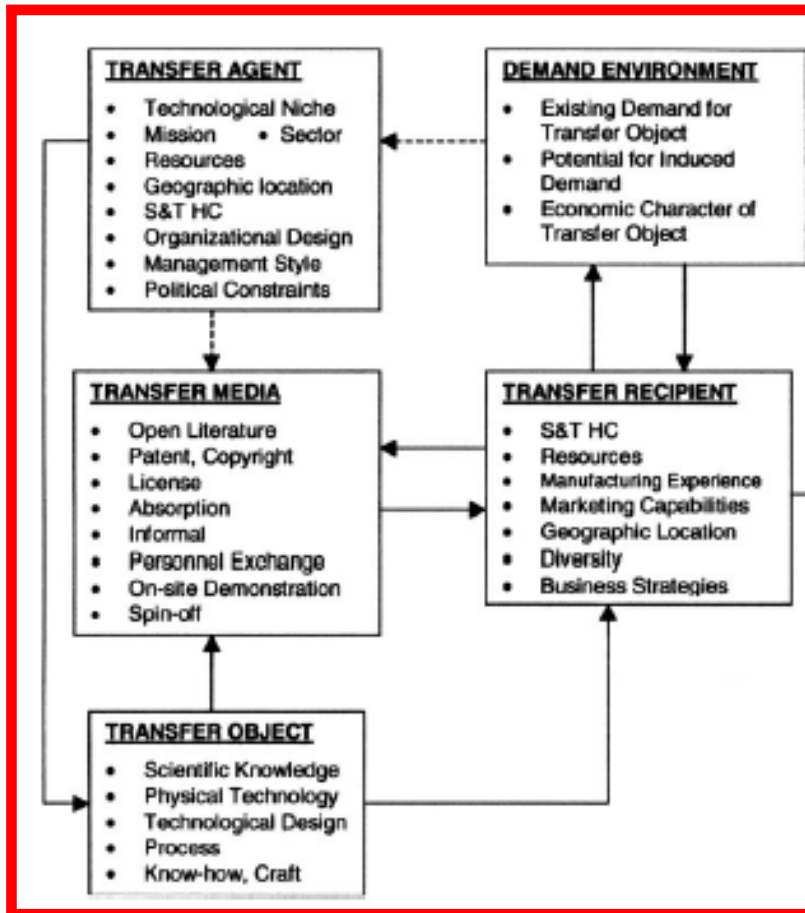 TRANSFER AGENT
• Technological Niche
• Mission • Sector
• Resources
• Geographic location
• S&T HC
• Organizational Design
• Management Style
• Political Constraints
DEMAND ENVIRONMENT
• Existing Demand for
Transfer Object
• Potential for Induced
Demand
• Economic Character of
Transfer Object
TRANSFER MEDIA
• Open Literature
• Patent, Copyright
• License
• Absorption
• Informal
• Personnel Exchange
• On-site Demonstration
• Spin-off
TRANSFER RECIPIENT
• S&T HC
• Resources
• Manufacturing Experience
• Marketing Capabilities
• Geographic Location
• Diversity
• Business Strategies
TRANSFER OBJECT
• Scientific Knowledge
• Physical Technology
• Technological Design
• Process
• Know-how, Craft